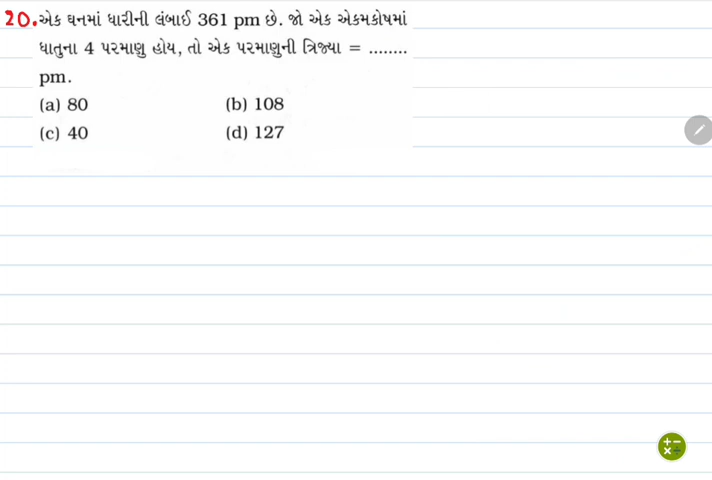 20. એક ઘનમાં ધારીની લંબાઈ 361 pm છે. જો એક એકમકોષમાં
ધાતુના 4 પરમાણુ હોય, તો એક પરમાણુની ત્રિજ્યા = ........
pm.
(a) 80 (b) 108
(c) 40 (d) 127